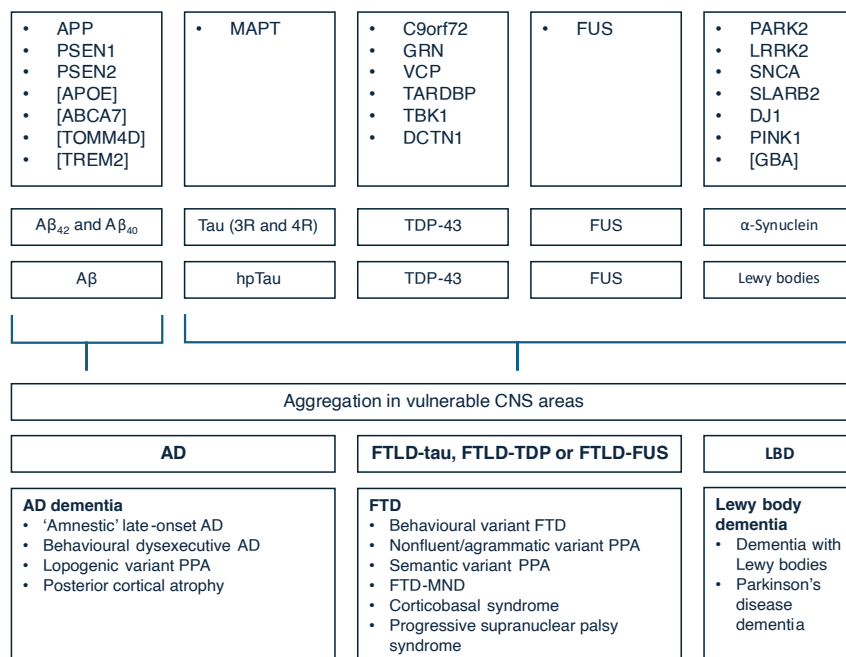 • APP
• PSEN1
• PSEN2
• [APOE]
• [ABCA7]
• [TOMM4D]
• [TREM2]
• MAPT
• C9orf72
• GRN
• VCP
• TARDBP
• TBK1
• DCTN1
• FUS
• PARK2
• LRRK2
• SNCA
• SLARB2
• DJ1
• PINK1
• [GBA]
Aβ₄₂ and Aβ₄₀
Tau (3R and 4R)
TDP-43
FUS
α-Synuclein
Aβ
hpTau
TDP-43
FUS
Lewy bodies
Aggregation in vulnerable CNS areas
AD
FTLD-tau, FTLD-TDP or FTLD-FUS
LBD
AD dementia
• ‘Amnestic’ late-onset AD
• Behavioural dysexecutive AD
• Lopogenic variant PPA
• Posterior cortical atrophy
FTD
• Behavioural variant FTD
• Nonfluent/agrammatic variant PPA
• Semantic variant PPA
• FTD-MND
• Corticobasal syndrome
• Progressive supranuclear palsy
syndrome
Lewy body
dementia
• Dementia with
Lewy bodies
• Parkinson’s
disease
dementia